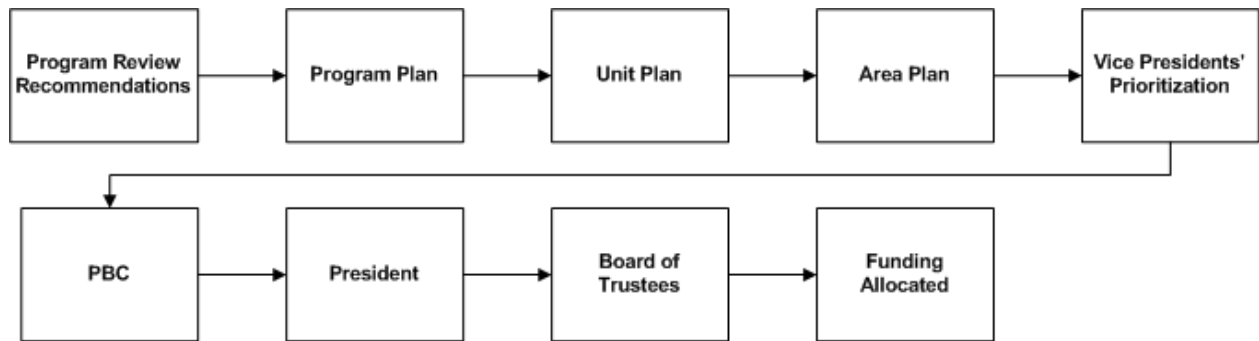 Program Review
Recommendations
Program Plan
Unit Plan
Area Plan
Vice Presidents'
Prioritization
PBC
President
Board of
Trustees
Funding
Allocated